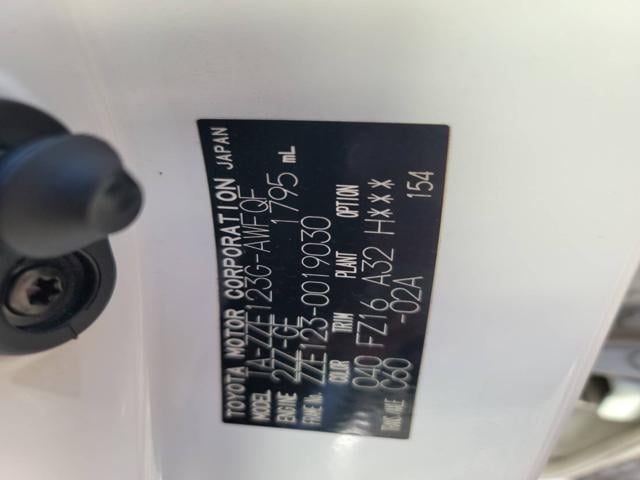 TOYOTA MOTOR CORPORATION JAPAN
MODEL TA-ZZE123G-AWFQF
ENGINE 2ZZ-GE 1795 mL
FRAME No. ZZE123-0019030
COLOR TRIM PLANT OPTION
040 FZ16 A32 H***
TRANS/AXLE C60 -02A 154